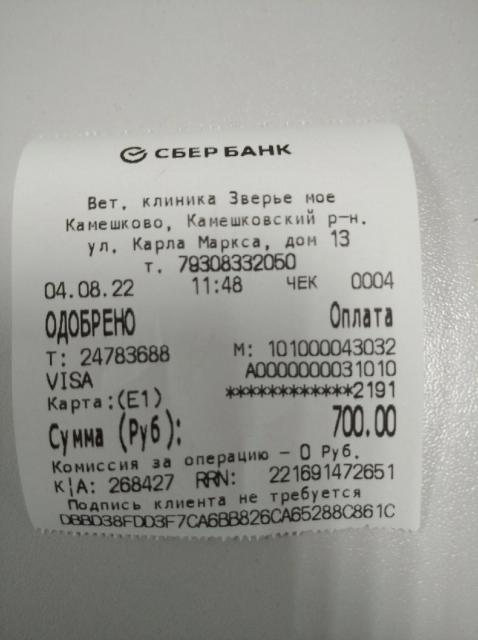 СБЕР БАНК
Вет. клиника Зверье мое
Камешково, Камешковский р-н.
ул. Карла Маркса, дом 13
т. 79308332050
04.08.22 11:48 ЧЕК 0004
ОДОБРЕНО Оплата
Т: 24783688 М: 101000043032
VISA A0000000031010
Карта:(E1) ************2191
Сумма (Руб): 700.00
Комиссия за операцию - 0 Руб.
К|А: 268427 RRN: 221691472651
Подпись клиента не требуется
DBBD38FDD3F7CA6BB826CA65288C861C